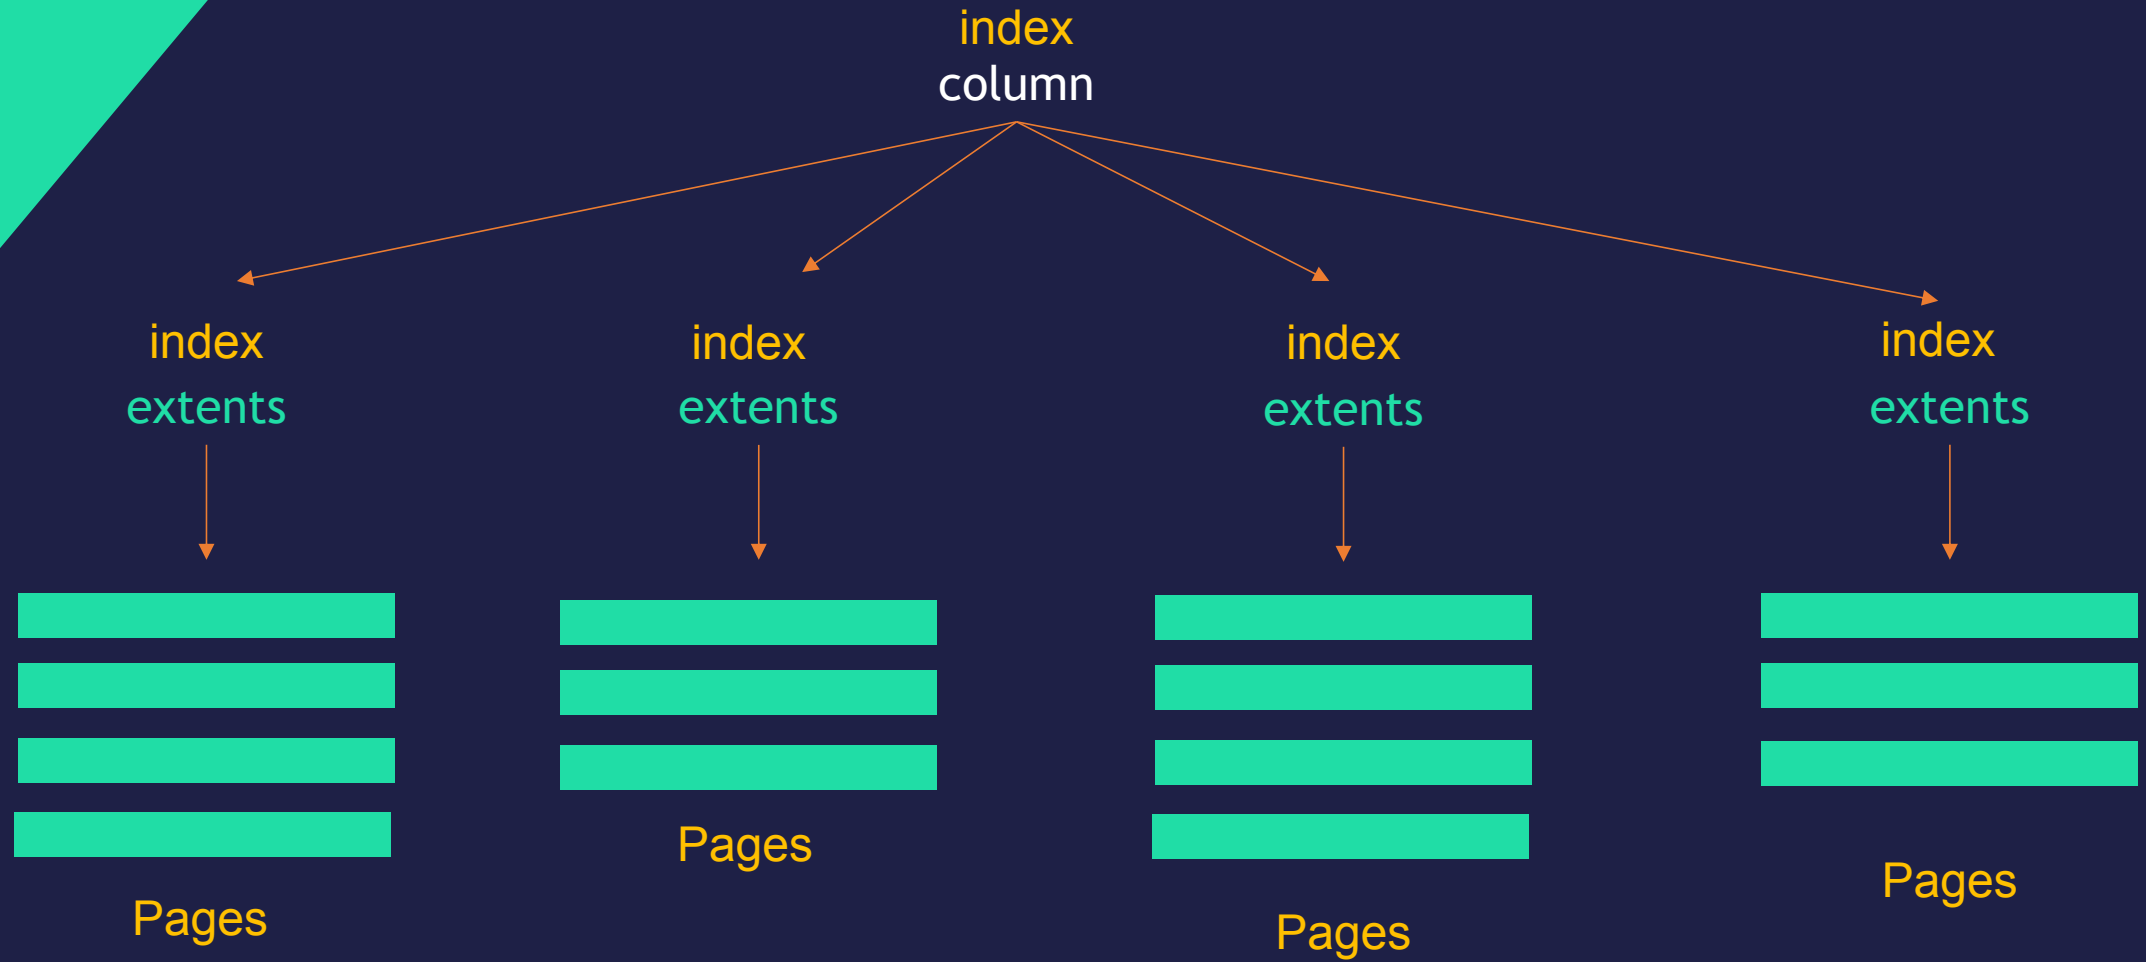 index
column
index
extents
index
extents
index
extents
index
extents
Pages
Pages
Pages
Pages